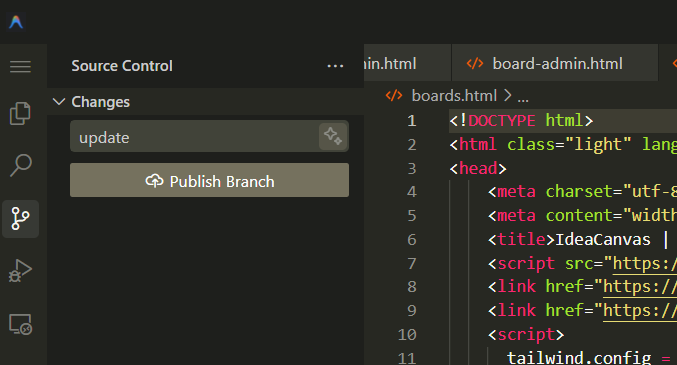 Source Control
...
Changes
update
Publish Branch
in.html
board-admin.html
boards.html > ...
1 <!DOCTYPE html>
2 <html class="light" lang
3 <head>
4 <meta charset="utf-8
5 <meta content="width
6 <title>IdeaCanvas |
7 <script src="https:/
8 <link href="https://
9 <link href="https://
10 <script>
11 tailwind.config =